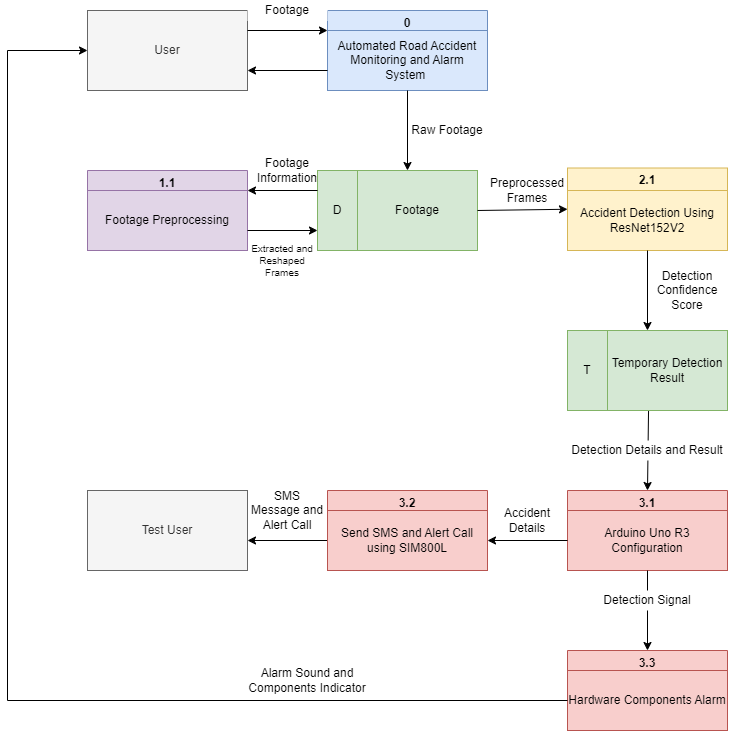 Footage
User
0
Automated Road Accident
Monitoring and Alarm
System
Raw Footage
1.1
Footage Preprocessing
Footage
Information
Extracted and
Reshaped
Frames
D
Footage
Preprocessed
Frames
2.1
Accident Detection Using
ResNet152V2
Detection
Confidence
Score
T
Temporary Detection
Result
Detection Details and Result
Test User
SMS
Message and
Alert Call
3.2
Send SMS and Alert Call
using SIM800L
Accident
Details
3.1
Arduino Uno R3
Configuration
Detection Signal
3.3
Hardware Components Alarm
Alarm Sound and
Components Indicator